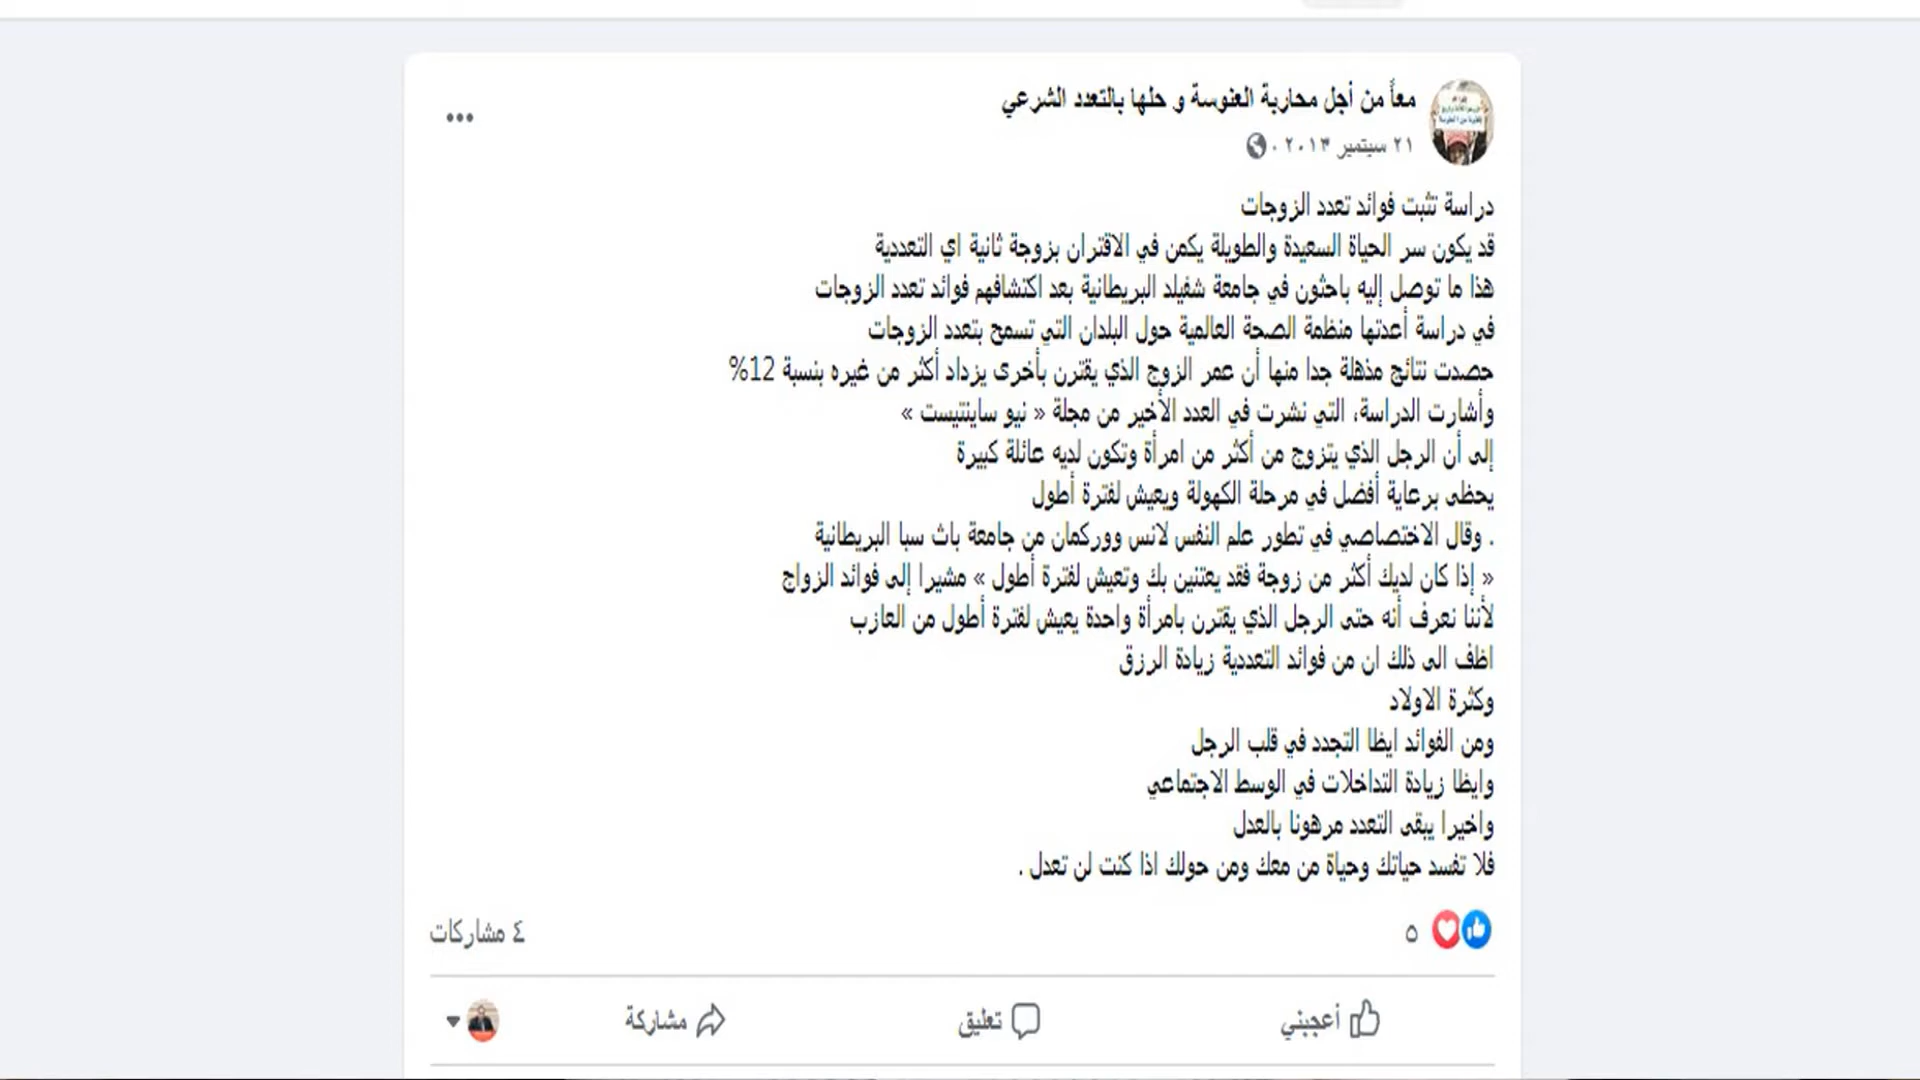 معاً من أجل محاربة العنوسة و حلها بالتعدد الشرعي
٢١ سبتمبر ٢٠١٣ ·
دراسة تثبت فوائد تعدد الزوجات
قد يكون سر الحياة السعيدة والطويلة يكمن في الاقتران بزوجة ثانية اي التعددية
هذا ما توصل إليه باحثون في جامعة شفيلد البريطانية بعد اكتشافهم فوائد تعدد الزوجات
في دراسة أعدتها منظمة الصحة العالمية حول البلدان التي تسمح بتعدد الزوجات
حصدت نتائج مذهلة جدا منها أن عمر الزوج الذي يقترن بأخرى يزداد أكثر من غيره بنسبة 12%
وأشارت الدراسة، التي نشرت في العدد الأخير من مجلة « نيو ساينتيست »
إلى أن الرجل الذي يتزوج من أكثر من امرأة وتكون لديه عائلة كبيرة
يحظى برعاية أفضل في مرحلة الكهولة ويعيش لفترة أطول
. وقال الاختصاصي في تطور علم النفس لانس ووركمان من جامعة باث سبا البريطانية
« إذا كان لديك أكثر من زوجة فقد يعتنين بك وتعيش لفترة أطول » مشيرا إلى فوائد الزواج
لأننا نعرف أنه حتى الرجل الذي يقترن بامرأة واحدة يعيش لفترة أطول من العازب
اظف الى ذلك ان من فوائد التعددية زيادة الرزق
وكثرة الاولاد
ومن الفوائد ايظا التجدد في قلب الرجل
وايظا زيادة التداخلات في الوسط الاجتماعي
واخيرا يبقى التعدد مرهونا بالعدل
فلا تفسد حياتك وحياة من معك ومن حولك اذا كنت لن تعدل .
٥
٤ مشاركات
أعجبني
تعليق
مشاركة